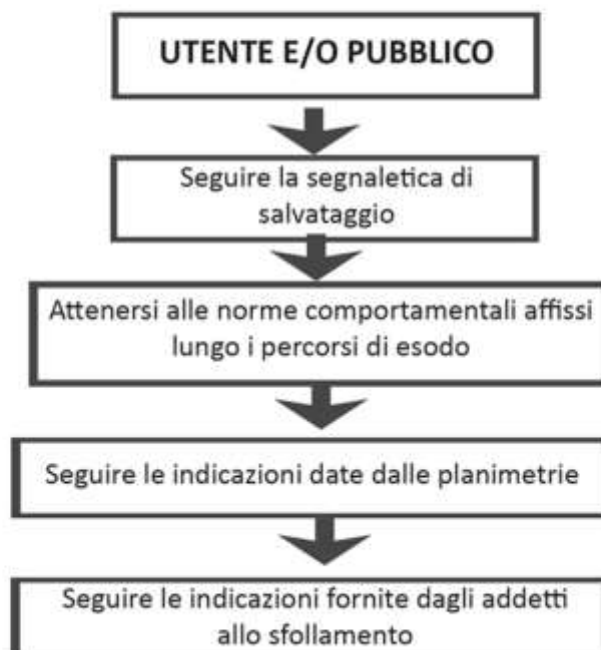 UTENTE E/O PUBBLICO
Seguire la segnaletica di
salvataggio
Attenersi alle norme comportamentali affissi
lungo i percorsi di esodo
Seguire le indicazioni date dalle planimetrie
Seguire le indicazioni fornite dagli addetti
allo sfollamento